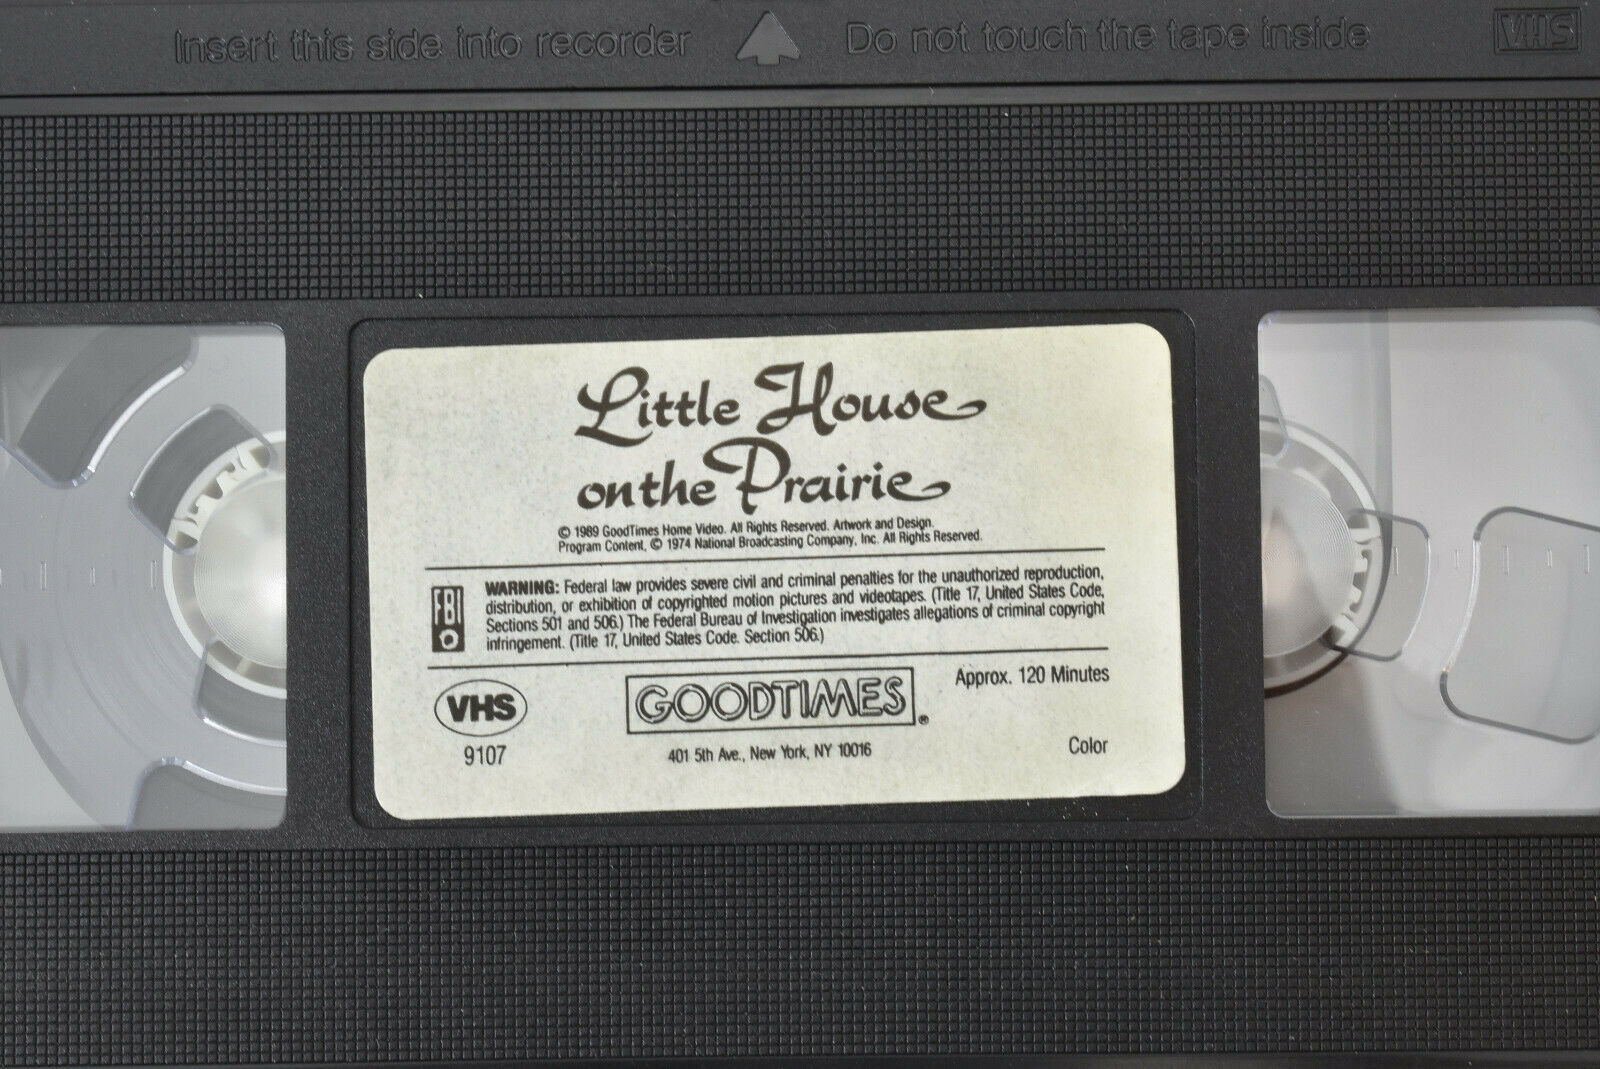 Insert this side into recorder Do not touch the tape inside VHS
Little House
on the Prairie
© 1989 GoodTimes Home Video. All Rights Reserved. Artwork and Design.
Program Content, © 1974 National Broadcasting Company, Inc. All Rights Reserved.
FBI
WARNING: Federal law provides severe civil and criminal penalties for the unauthorized reproduction,
distribution, or exhibition of copyrighted motion pictures and videotapes. (Title 17, United States Code,
Sections 501 and 506.) The Federal Bureau of Investigation investigates allegations of criminal copyright
infringement. (Title 17, United States Code. Section 506.)
VHS
9107
GOODTIMES®
401 5th Ave., New York, NY 10016
Approx. 120 Minutes
Color